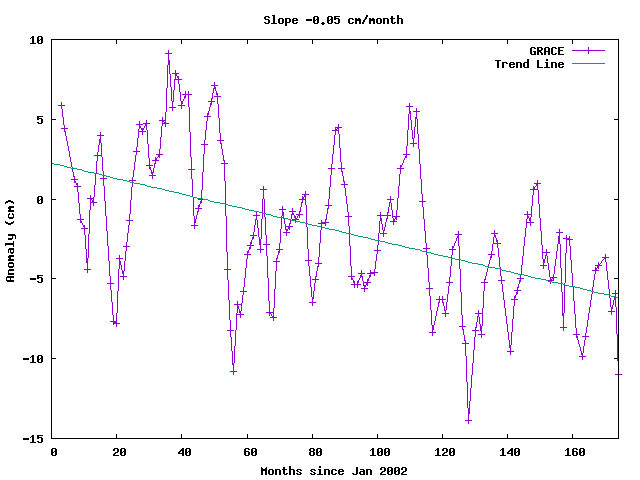 Slope -0.05 cm/month
GRACE
Trend Line
10
5
0
-5
-10
-15
Anomaly (cm)
0 20 40 60 80 100 120 140 160
Months since Jan 2002